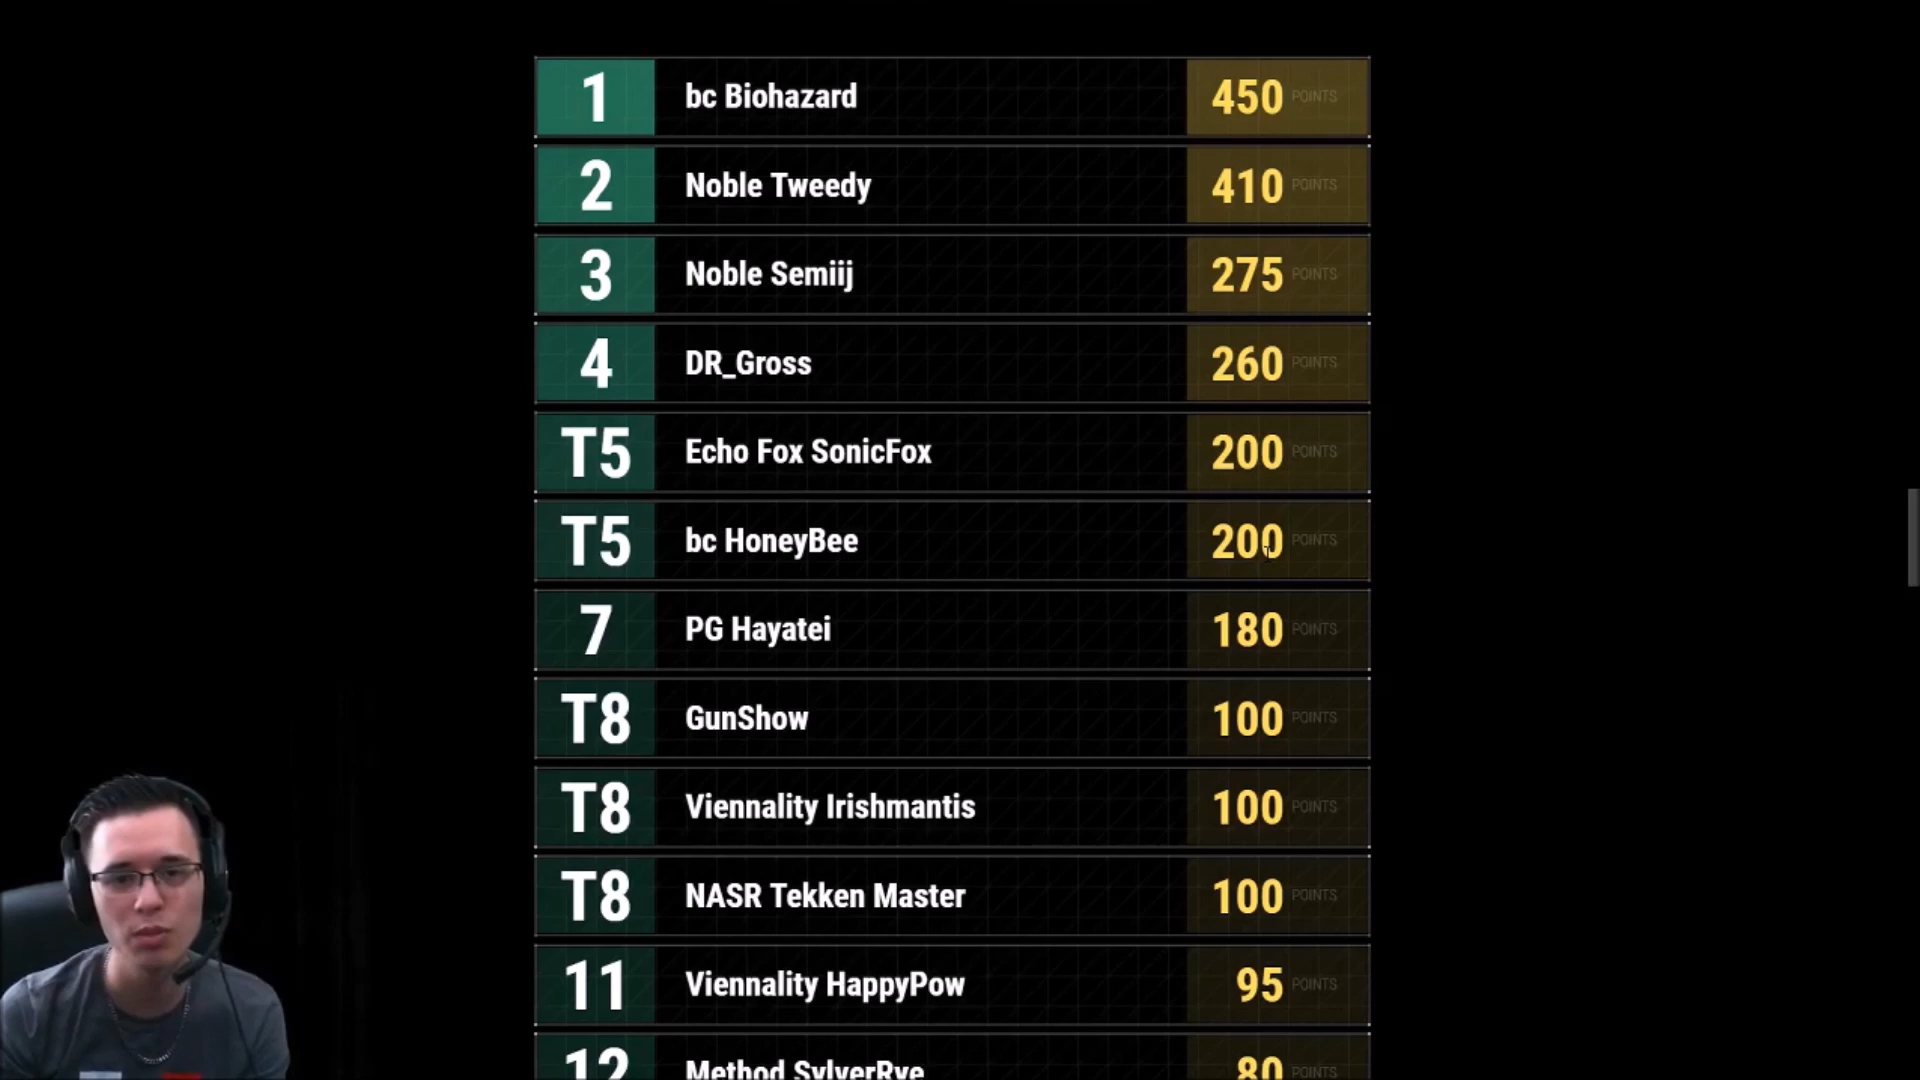 1 bc Biohazard 450 POINTS
2 Noble Tweedy 410 POINTS
3 Noble Semiij 275 POINTS
4 DR_Gross 260 POINTS
T5 Echo Fox SonicFox 200 POINTS
T5 bc HoneyBee 200 POINTS
7 PG Hayatei 180 POINTS
T8 GunShow 100 POINTS
T8 Viennality Irishmantis 100 POINTS
T8 NASR Tekken Master 100 POINTS
11 Viennality HappyPow 95 POINTS
12 Method SylverRye 80 POINTS